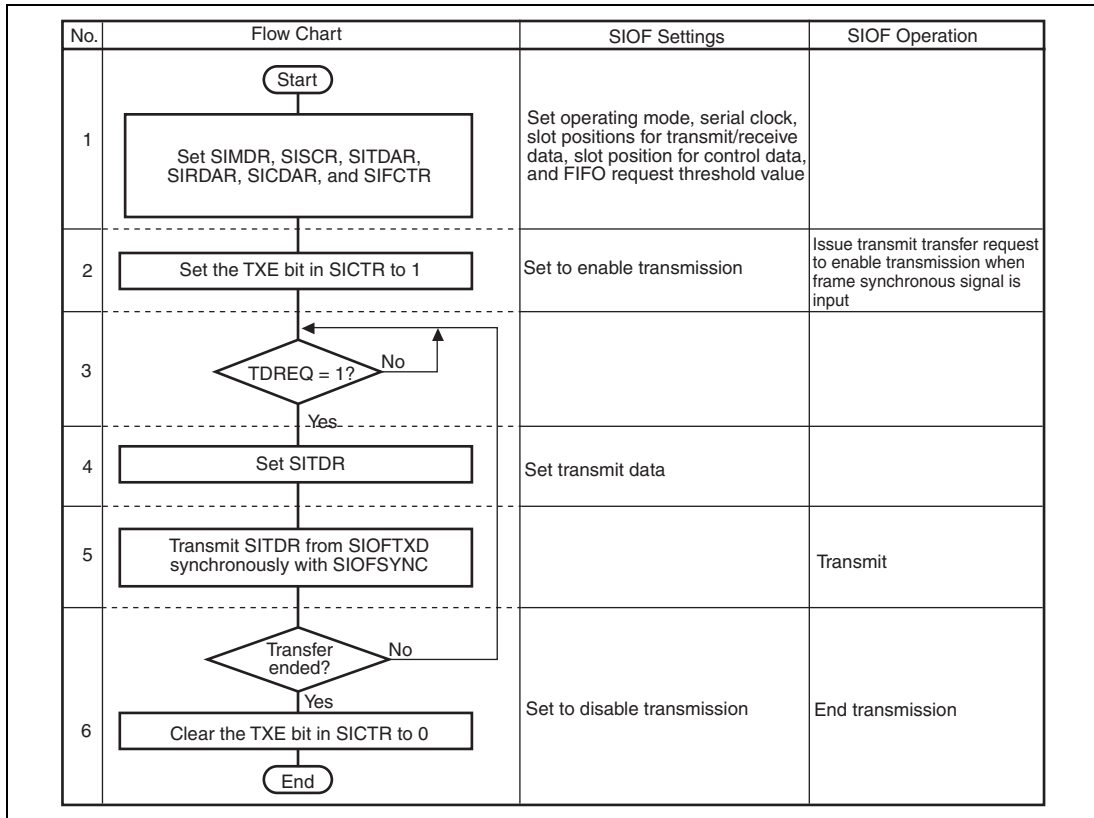 No.
Flow Chart
SIOF Settings
SIOF Operation
Start
1
Set SIMDR, SISCR, SITDAR,
SIRDAR, SICDAR, and SIFCTR
Set operating mode, serial clock,
slot positions for transmit/receive
data, slot position for control data,
and FIFO request threshold value
2
Set the TXE bit in SICTR to 1
Set to enable transmission
Issue transmit transfer request
to enable transmission when
frame synchronous signal is
input
3
TDREQ = 1?
No
Yes
4
Set SITDR
Set transmit data
5
Transmit SITDR from SIOFTXD
synchronously with SIOFSYNC
Transmit
Transfer
ended?
No
Yes
6
Clear the TXE bit in SICTR to 0
Set to disable transmission
End transmission
End